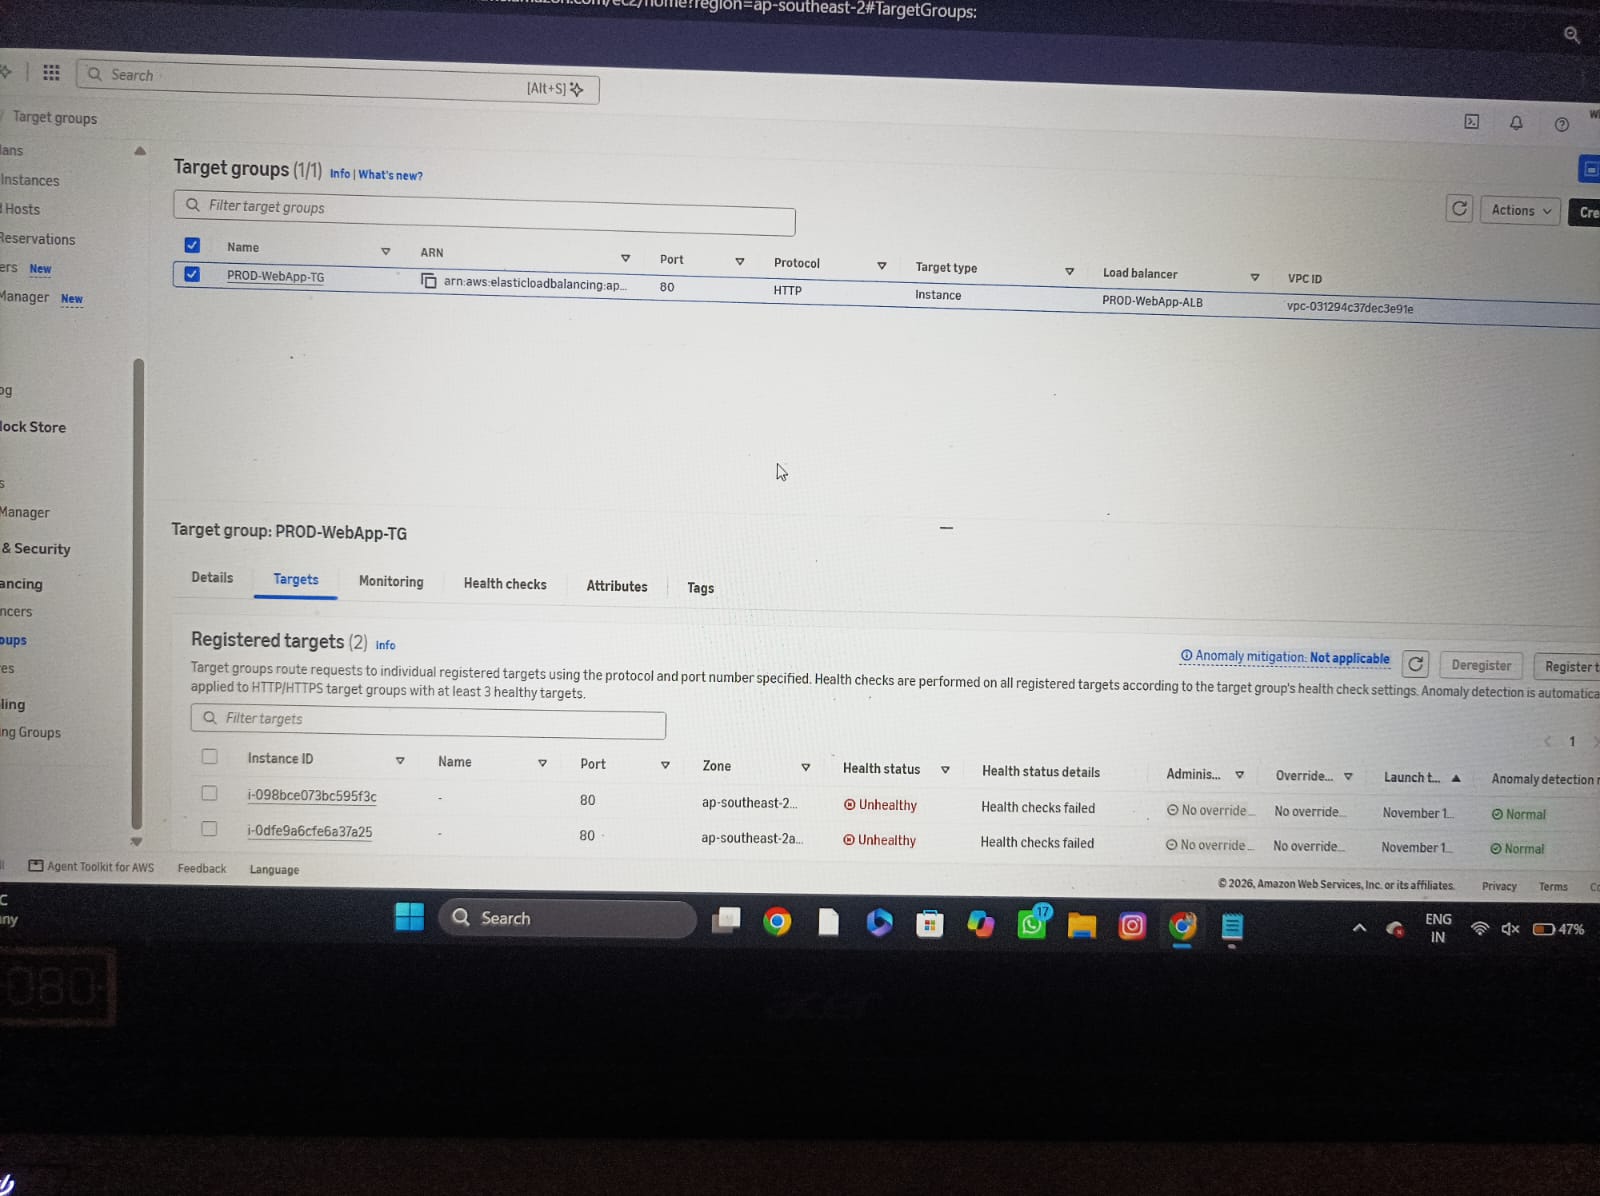 /ec2/home?region=ap-southeast-2#TargetGroups:
Search
[Alt+S]
Target groups
Instances
Hosts
Reservations
New
Manager New
Store
Manager
& Security
Target groups (1/1) Info | What's new?
Filter target groups
Actions
Name ARN Port Protocol Target type Load balancer VPC ID
PROD-WebApp-TG arn:aws:elasticloadbalancing:ap... 80 HTTP Instance PROD-WebApp-ALB vpc-031294c37dec3e91e
Target group: PROD-WebApp-TG
Details Targets Monitoring Health checks Attributes Tags
Registered targets (2) Info
Anomaly mitigation: Not applicable
Deregister
Register t
Target groups route requests to individual registered targets using the protocol and port number specified. Health checks are performed on all registered targets according to the target group's health check settings. Anomaly detection is automatica
applied to HTTP/HTTPS target groups with at least 3 healthy targets.
Filter targets
1
Instance ID Name Port Zone Health status Health status details Adminis... Override... Launch t... Anomaly detection r
i-098bce073bc595f3c - 80 ap-southeast-2... Unhealthy Health checks failed No override... No override... November 1... Normal
i-0dfe9a6cfe6a37a25 - 80 ap-southeast-2a... Unhealthy Health checks failed No override... No override... November 1... Normal
Groups
Agent Toolkit for AWS Feedback Language
© 2026, Amazon Web Services, Inc. or its affiliates. Privacy Terms
Search
17
ENG
IN
47%
080
acer